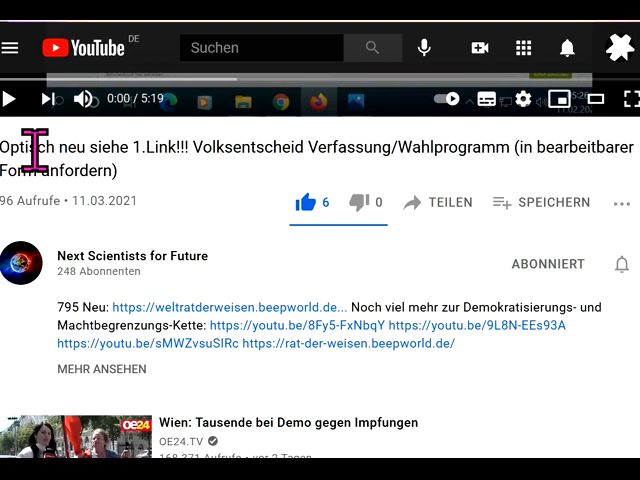 YouTube DE
Suchen
0:00 / 5:19
Optisch neu siehe 1.Link!!! Volksentscheid Verfassung/Wahlprogramm (in bearbeitbarer
Form anfordern)
96 Aufrufe • 11.03.2021
6
0
TEILEN
SPEICHERN
Next Scientists for Future
248 Abonnenten
ABONNIERT
795 Neu: https://weltratderweisen.beepworld.de... Noch viel mehr zur Demokratisierungs- und
Machtbegrenzungs-Kette: https://youtu.be/8Fy5-FxNbqY https://youtu.be/9L8N-EEs93A
https://youtu.be/sMWZvsuSIRc https://rat-der-weisen.beepworld.de/
MEHR ANSEHEN
OE24
Wien: Tausende bei Demo gegen Impfungen
OE24.TV
168.371 Aufrufe • vor 2 Tagen